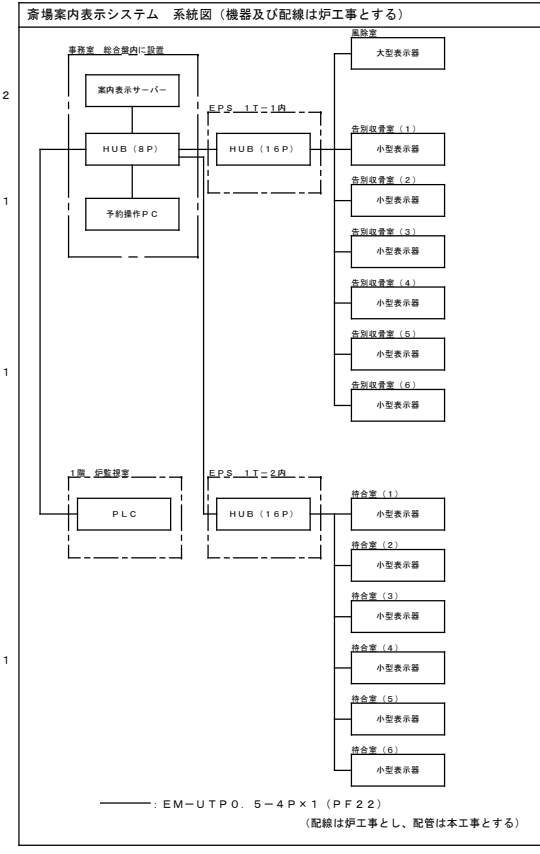 斎場案内表示システム　系統図（機器及び配線は炉工事とする）
事務室　総合盤内に設置
案内表示サーバー
HUB（8P）
予約操作PC
EPS　1T－1内
HUB（16P）
風除室
大型表示器
告別収骨室（1）
小型表示器
告別収骨室（2）
小型表示器
告別収骨室（3）
小型表示器
告別収骨室（4）
小型表示器
告別収骨室（5）
小型表示器
告別収骨室（6）
小型表示器
1階　炉監視室
PLC
EPS　1T－2内
HUB（16P）
待合室（1）
小型表示器
待合室（2）
小型表示器
待合室（3）
小型表示器
待合室（4）
小型表示器
待合室（5）
小型表示器
待合室（6）
小型表示器
：EM－UTP0．5－4P×1（PF22）
（配線は炉工事とし、配管は本工事とする）
2
1
1
1